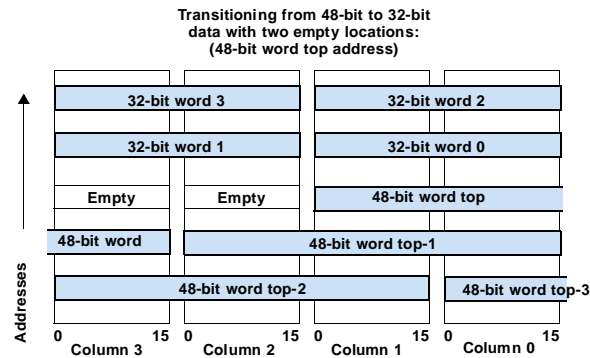 Transitioning from 48-bit to 32-bit
data with two empty locations:
(48-bit word top address)
32-bit word 3 32-bit word 2
32-bit word 1 32-bit word 0
Empty Empty 48-bit word top
48-bit word 48-bit word top-1
48-bit word top-2 48-bit word top-3
Addresses
0 15 0 15 0 15 0 15
Column 3 Column 2 Column 1 Column 0